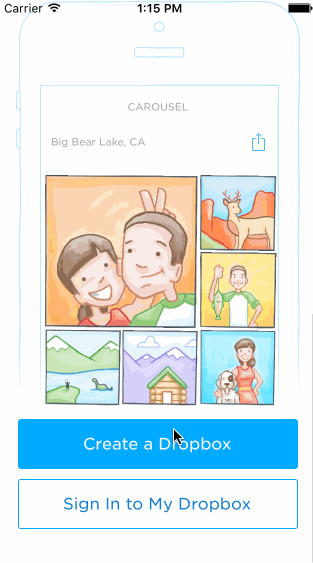 Carrier 1:15 PM
CAROUSEL
Big Bear Lake, CA
Create a Dropbox
Sign In to My Dropbox